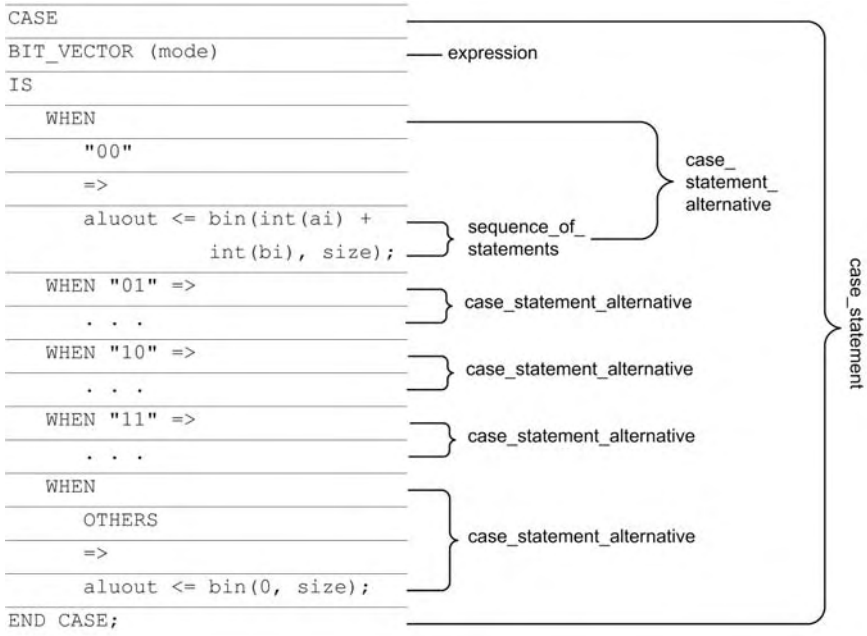 CASE
BIT_VECTOR (mode)
expression
IS
WHEN
"00"
=>
case_
statement_
alternative
aluout <= bin(int(ai) +
int(bi), size);
sequence_of_
statements
WHEN "01" =>
. . .
case_statement_alternative
WHEN "10" =>
. . .
case_statement_alternative
WHEN "11" =>
. . .
case_statement_alternative
WHEN
OTHERS
=>
aluout <= bin(0, size);
case_statement_alternative
END CASE;
case_statement